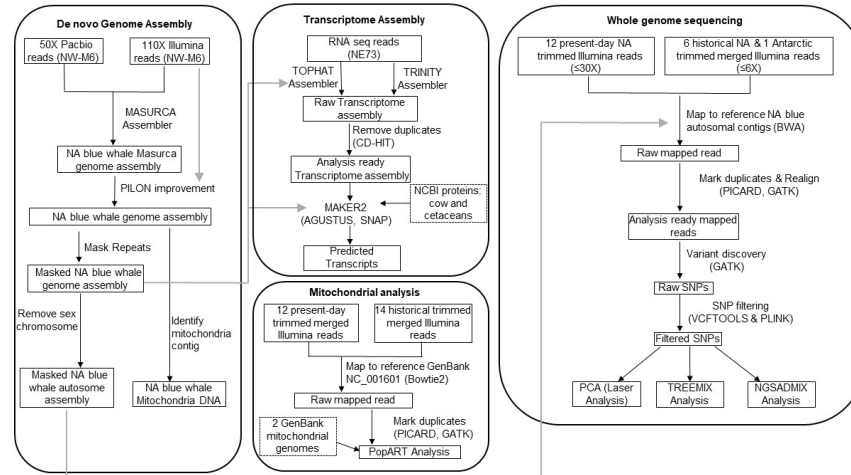 De novo Genome Assembly
50X Pacbio
reads (NW-M6)
110X Illumina
reads (NW-M6)
MASURCA
Assembler
NA blue whale Masurca
genome assembly
PILON improvement
NA blue whale genome assembly
Mask Repeats
Masked NA blue whale
genome assembly
Remove sex
chromosome
Identify
mitochondria
contig
Masked NA blue
whale autosome
assembly
NA blue whale
Mitochondria DNA
Transcriptome Assembly
RNA seq reads
(NE73)
TOPHAT
Assembler
TRINITY
Assembler
Raw Transcriptome
assembly
Remove duplicates
(CD-HIT)
Analysis ready
Transcriptome assembly
NCBI proteins:
cow and
cetaceans
MAKER2
(AGUSTUS, SNAP)
Predicted
Transcripts
Mitochondrial analysis
12 present-day
trimmed merged
Illumina reads
14 historical trimmed
merged Illumina
reads
Map to reference GenBank
NC_001601 (Bowtie2)
Raw mapped read
2 GenBank
mitochondrial
genomes
Mark duplicates
(PICARD, GATK)
PopART Analysis
Whole genome sequencing
12 present-day NA
trimmed Illumina reads
(≤30X)
6 historical NA & 1 Antarctic
trimmed merged Illumina reads
(≤6X)
Map to reference NA blue
autosomal contigs (BWA)
Raw mapped read
Mark duplicates & Realign
(PICARD, GATK)
Analysis ready mapped
reads
Variant discovery
(GATK)
Raw SNPs
SNP filtering
(VCFTOOLS & PLINK)
Filtered SNPs
PCA (Laser
Analysis)
TREEMIX
Analysis
NGSADMIX
Analysis